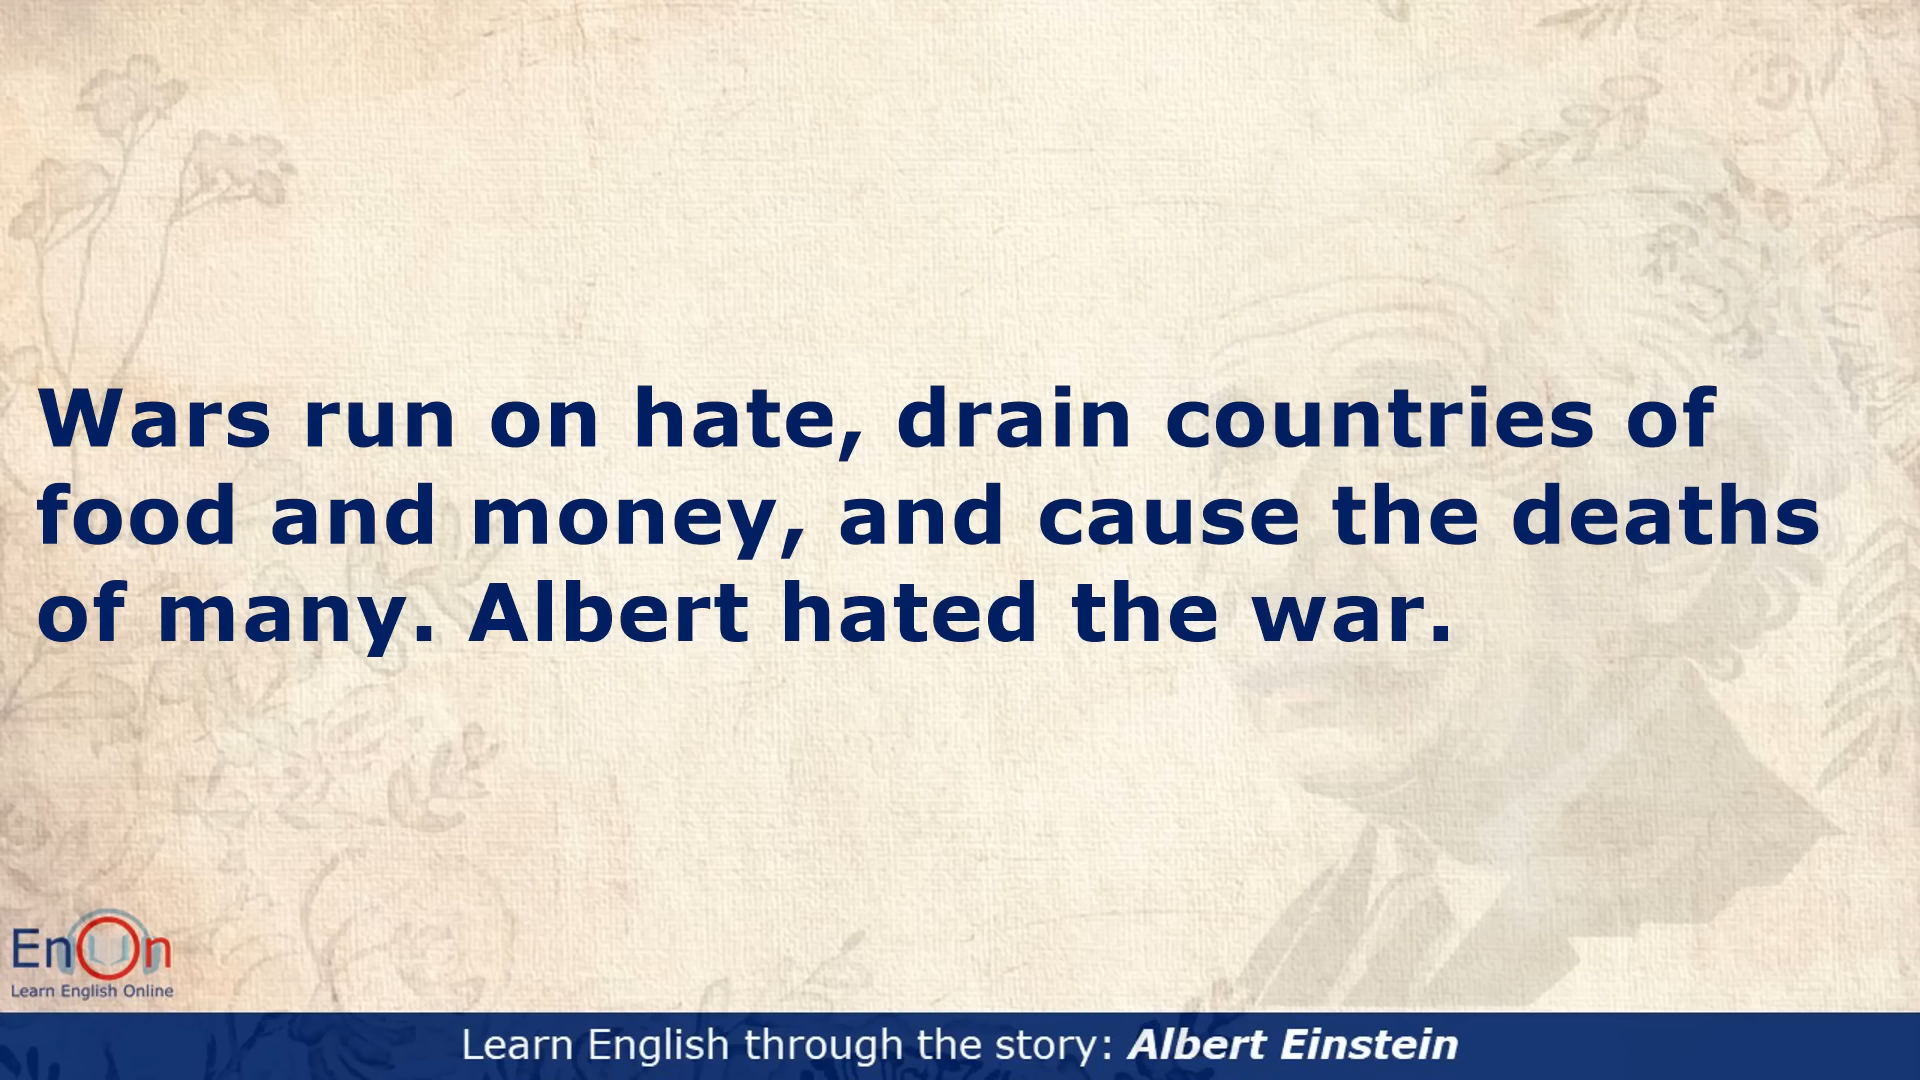 Wars run on hate, drain countries of
food and money, and cause the deaths
of many. Albert hated the war.
EnOn
Learn English Online
Learn English through the story: Albert Einstein